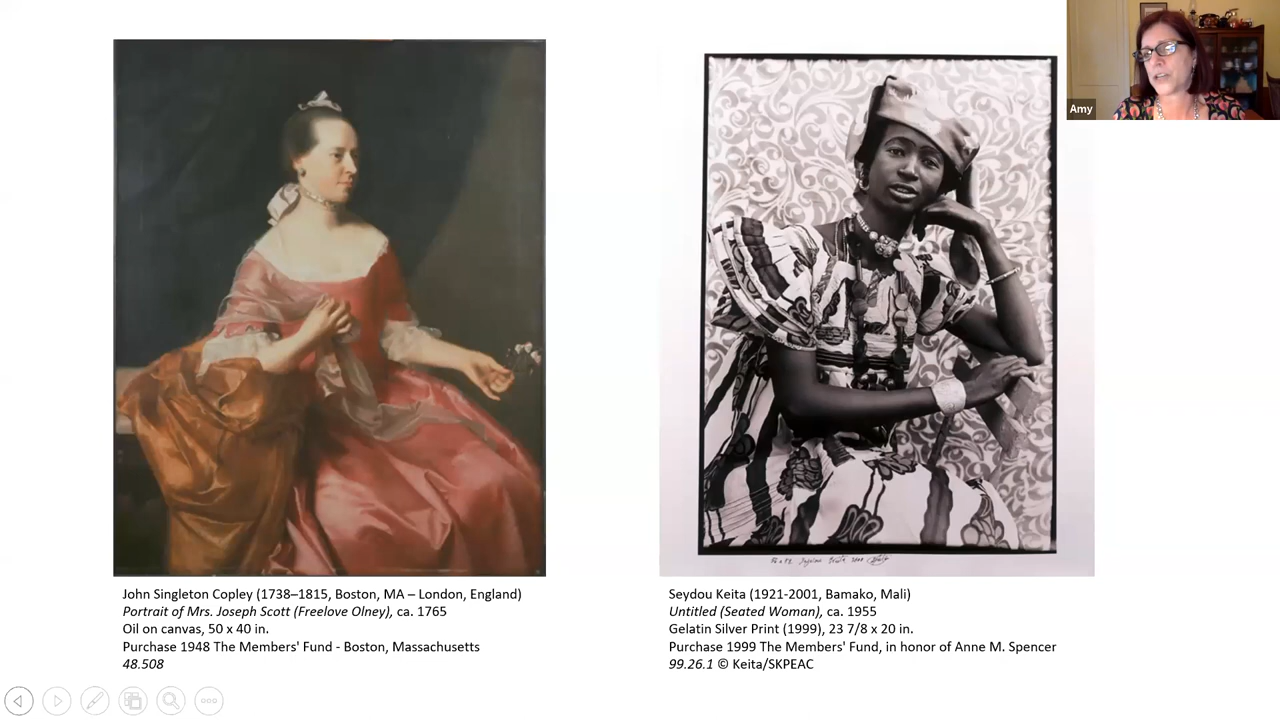 Amy
John Singleton Copley (1738–1815, Boston, MA – London, England)
Portrait of Mrs. Joseph Scott (Freelove Olney), ca. 1765
Oil on canvas, 50 x 40 in.
Purchase 1948 The Members' Fund - Boston, Massachusetts
48.508
Seydou Keita (1921-2001, Bamako, Mali)
Untitled (Seated Woman), ca. 1955
Gelatin Silver Print (1999), 23 7/8 x 20 in.
Purchase 1999 The Members' Fund, in honor of Anne M. Spencer
99.26.1 © Keita/SKPEAC